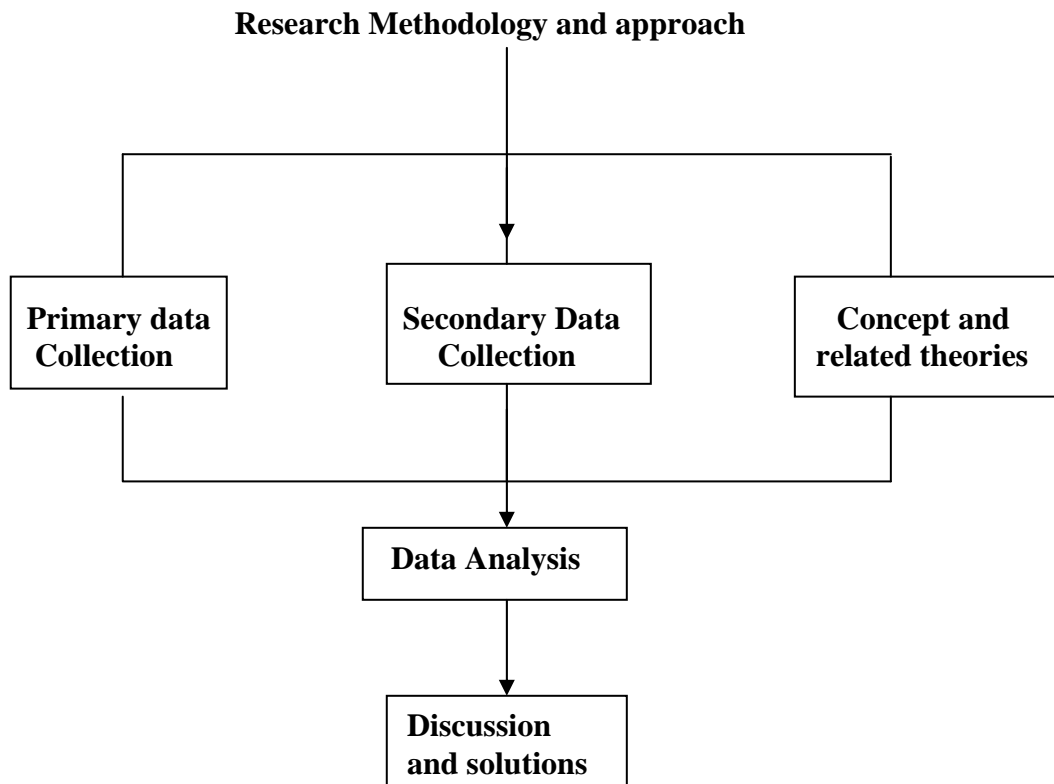 Research Methodology and approach
Primary data
Collection
Secondary Data
Collection
Concept and
related theories
Data Analysis
Discussion
and solutions